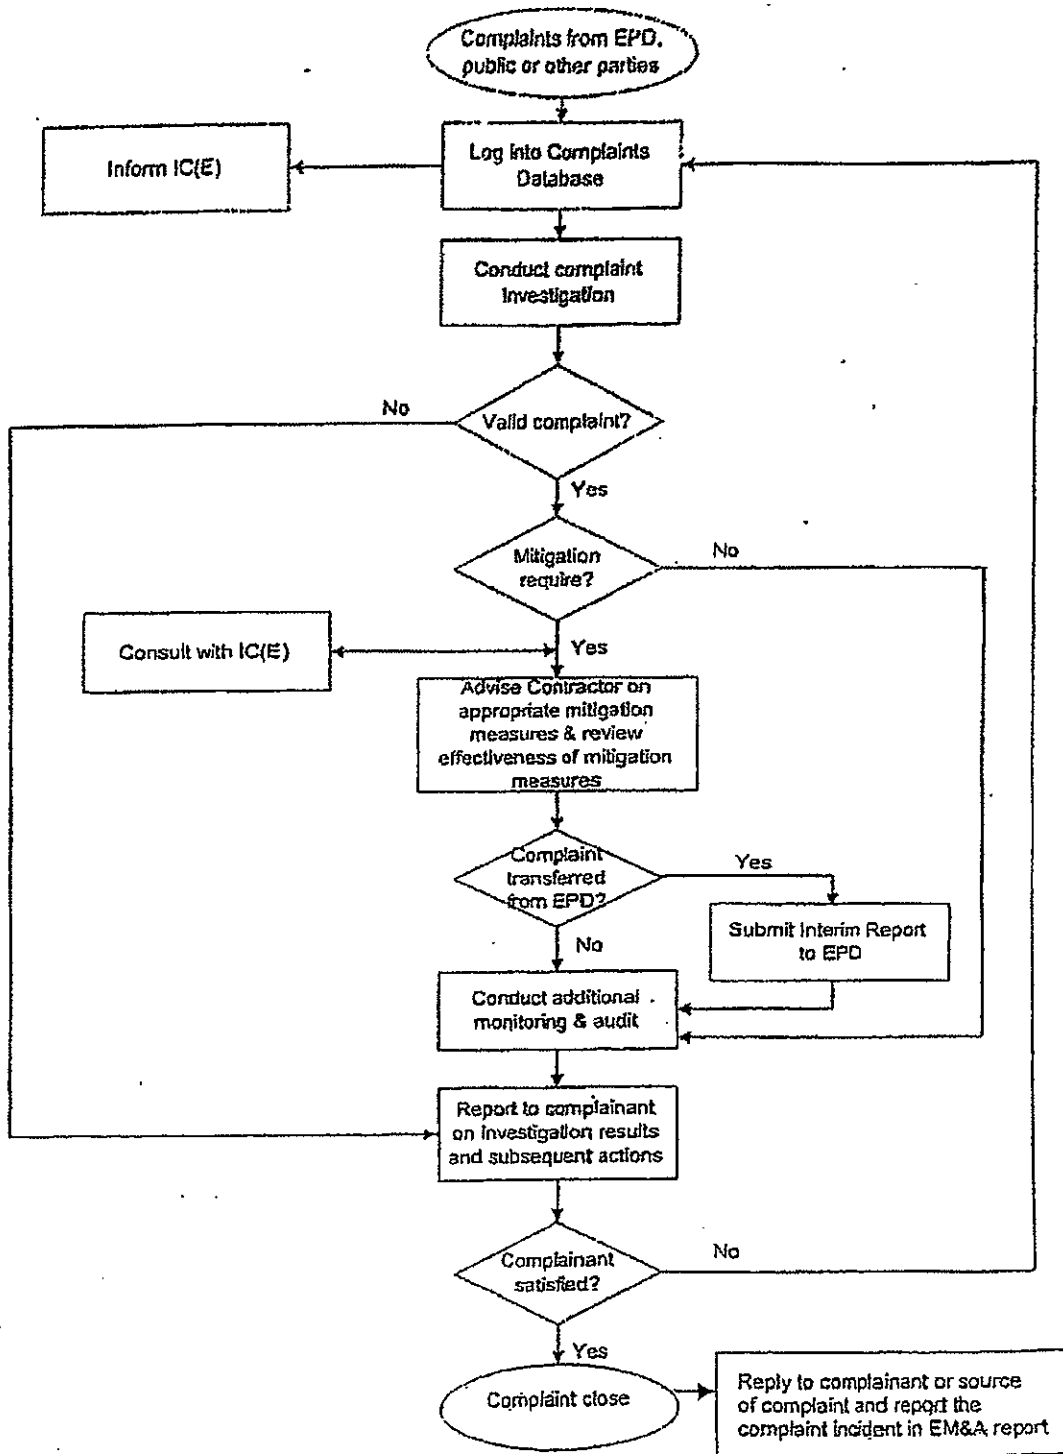 Complaints from EPD,
public or other parties
Inform IC(E)
Log into Complaints
Database
Conduct complaint
Investigation
No
Valid complaint?
Yes
Mitigation
require?
No
Consult with IC(E)
Yes
Advise Contractor on
appropriate mitigation
measures & review
effectiveness of mitigation
measures
Complaint
transferred
from EPD?
Yes
Submit Interim Report
to EPD
No
Conduct additional
monitoring & audit
Report to complainant
on investigation results
and subsequent actions
Complainant
satisfied?
No
Yes
Complaint close
Reply to complainant or source
of complaint and report the
complaint incident in EM&A report